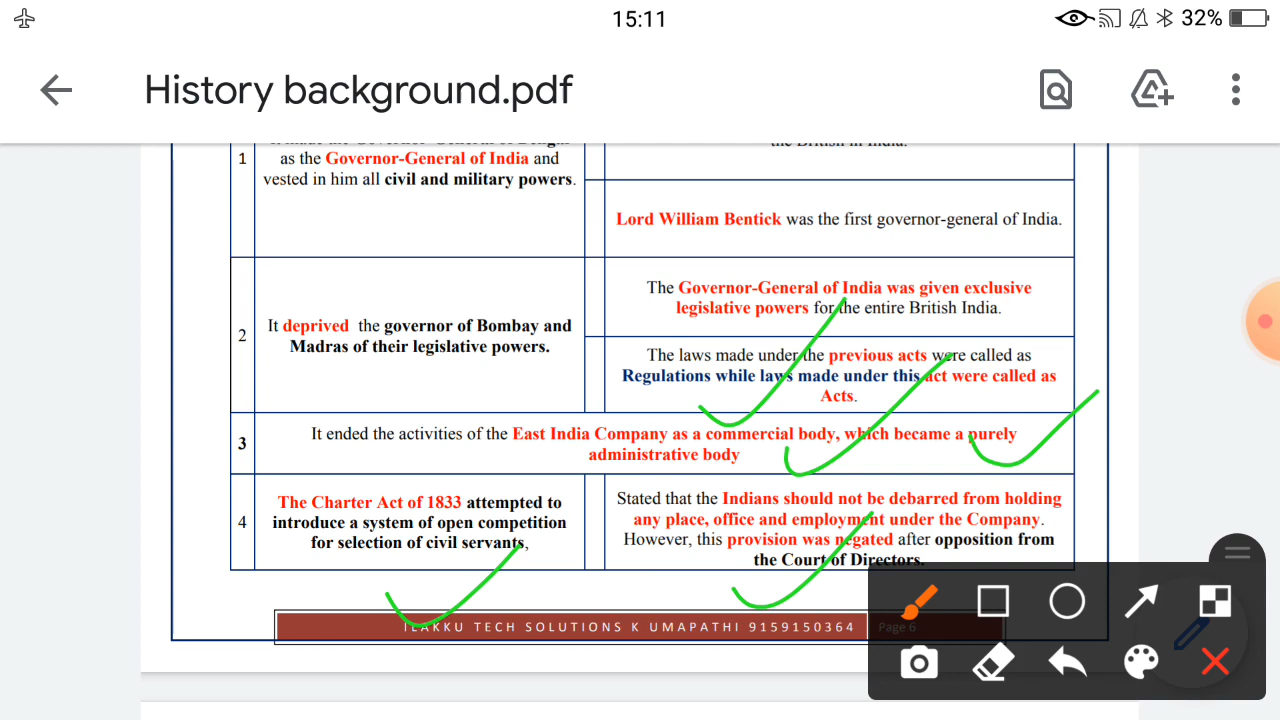 15:11
32%
History background.pdf
1
as the Governor-General of India and
vested in him all civil and military powers.
the British in India.
Lord William Bentick was the first governor-general of India.
2
It deprived the governor of Bombay and
Madras of their legislative powers.
The Governor-General of India was given exclusive
legislative powers for the entire British India.
The laws made under the previous acts were called as
Regulations while laws made under this act were called as
Acts.
3
It ended the activities of the East India Company as a commercial body, which became a purely
administrative body
4
The Charter Act of 1833 attempted to
introduce a system of open competition
for selection of civil servants,
Stated that the Indians should not be debarred from holding
any place, office and employment under the Company.
However, this provision was negated after opposition from
the Court of Directors.
ILAKKU TECH SOLUTIONS K UMAPATHI 9159150364
Page 6